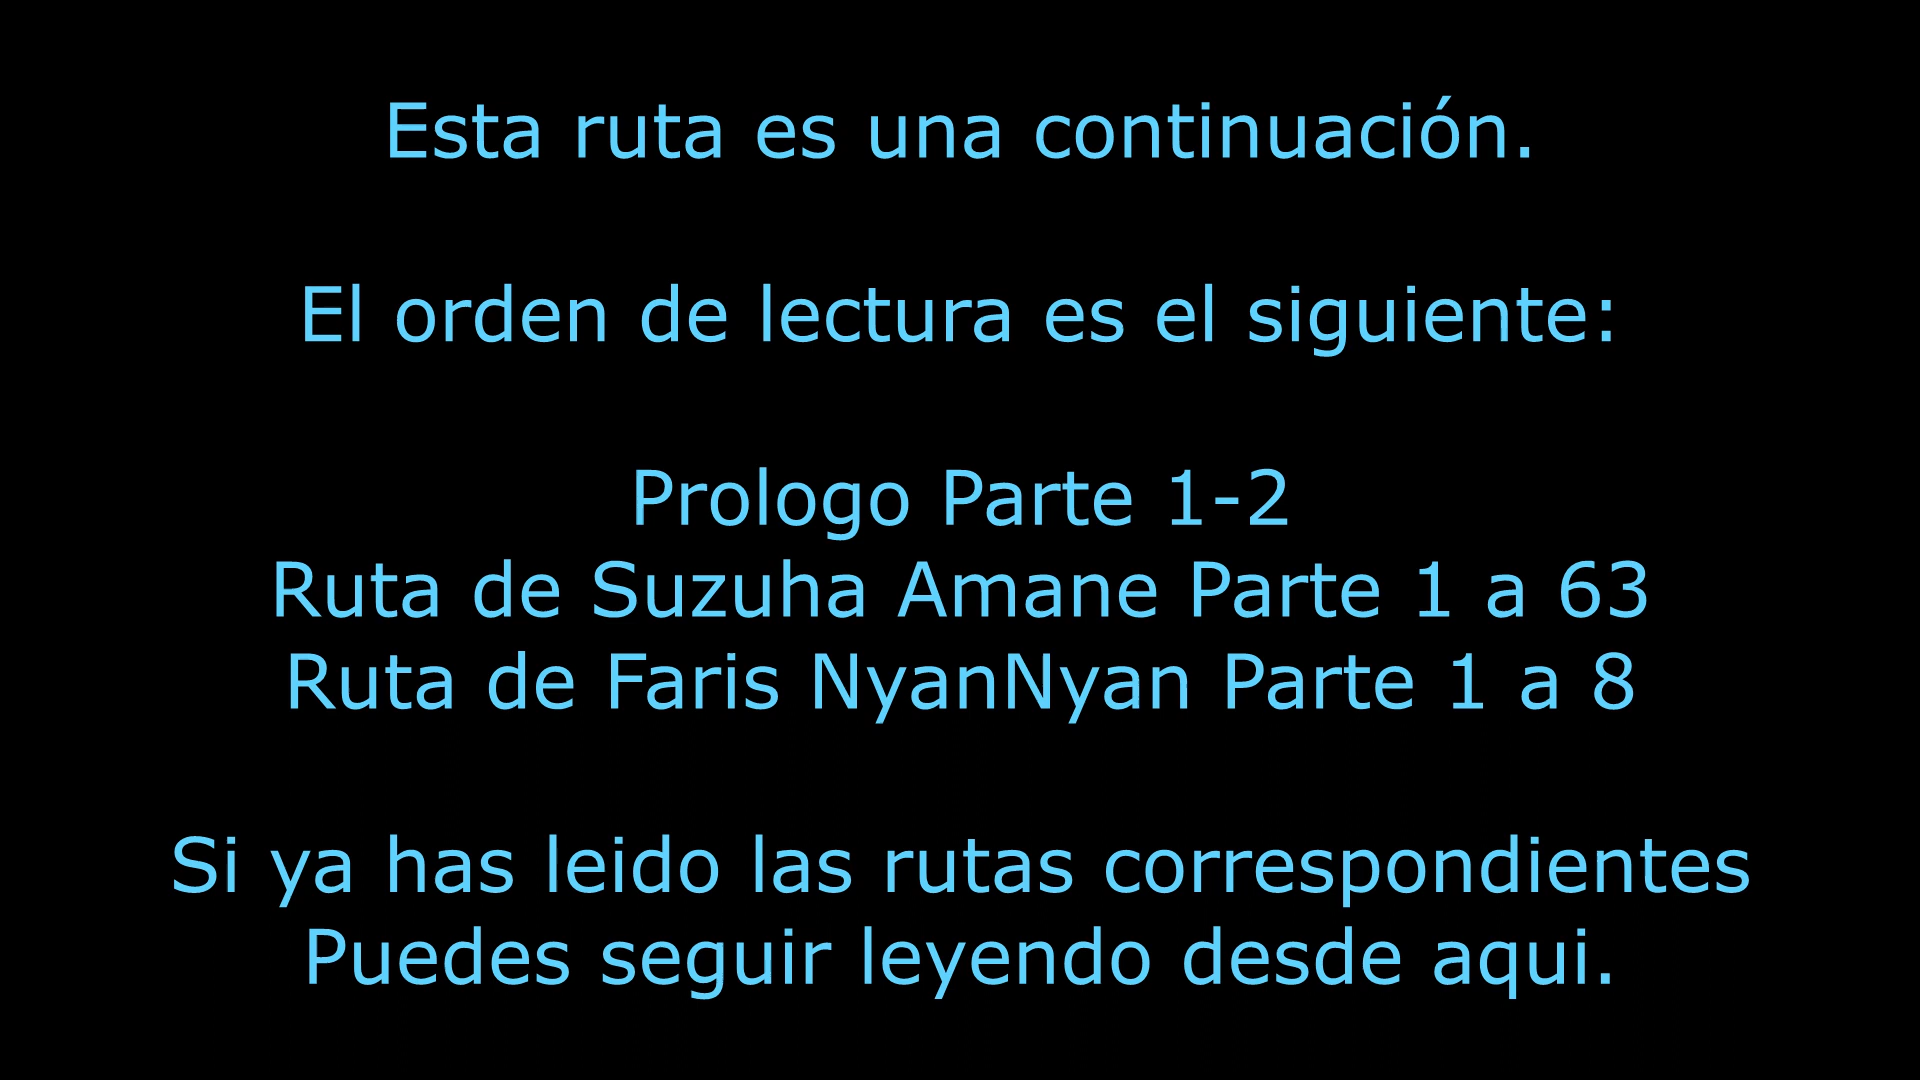 Esta ruta es una continuación.
El orden de lectura es el siguiente:
Prologo Parte 1-2
Ruta de Suzuha Amane Parte 1 a 63
Ruta de Faris NyanNyan Parte 1 a 8
Si ya has leido las rutas correspondientes
Puedes seguir leyendo desde aqui.